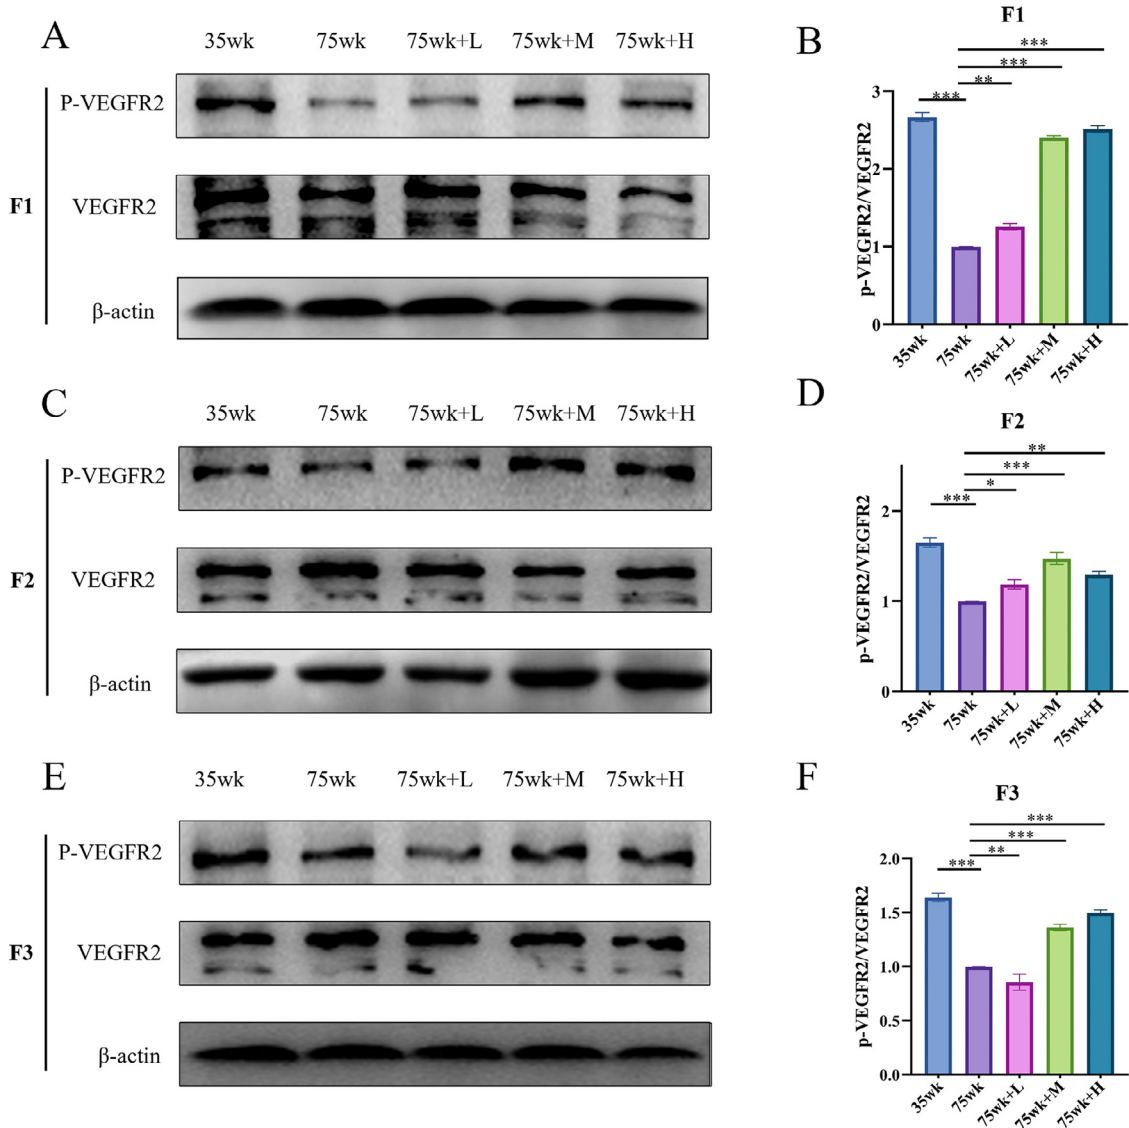 A
35wk 75wk 75wk+L 75wk+M 75wk+H
P-VEGFR2
F1
VEGFR2
β-actin
B
F1
***
***
**
***
p-VEGFR2/VEGFR2
3
2
1
0
35wk 75wk 75wk+L 75wk+M 75wk+H
C
35wk 75wk 75wk+L 75wk+M 75wk+H
P-VEGFR2
F2
VEGFR2
β-actin
D
F2
**
***
*
***
p-VEGFR2/VEGFR2
2
1
0
35wk 75wk 75wk+L 75wk+M 75wk+H
E
35wk 75wk 75wk+L 75wk+M 75wk+H
P-VEGFR2
F3
VEGFR2
β-actin
F
F3
***
***
**
***
p-VEGFR2/VEGFR2
2.0
1.5
1.0
0.5
0.0
35wk 75wk 75wk+L 75wk+M 75wk+H